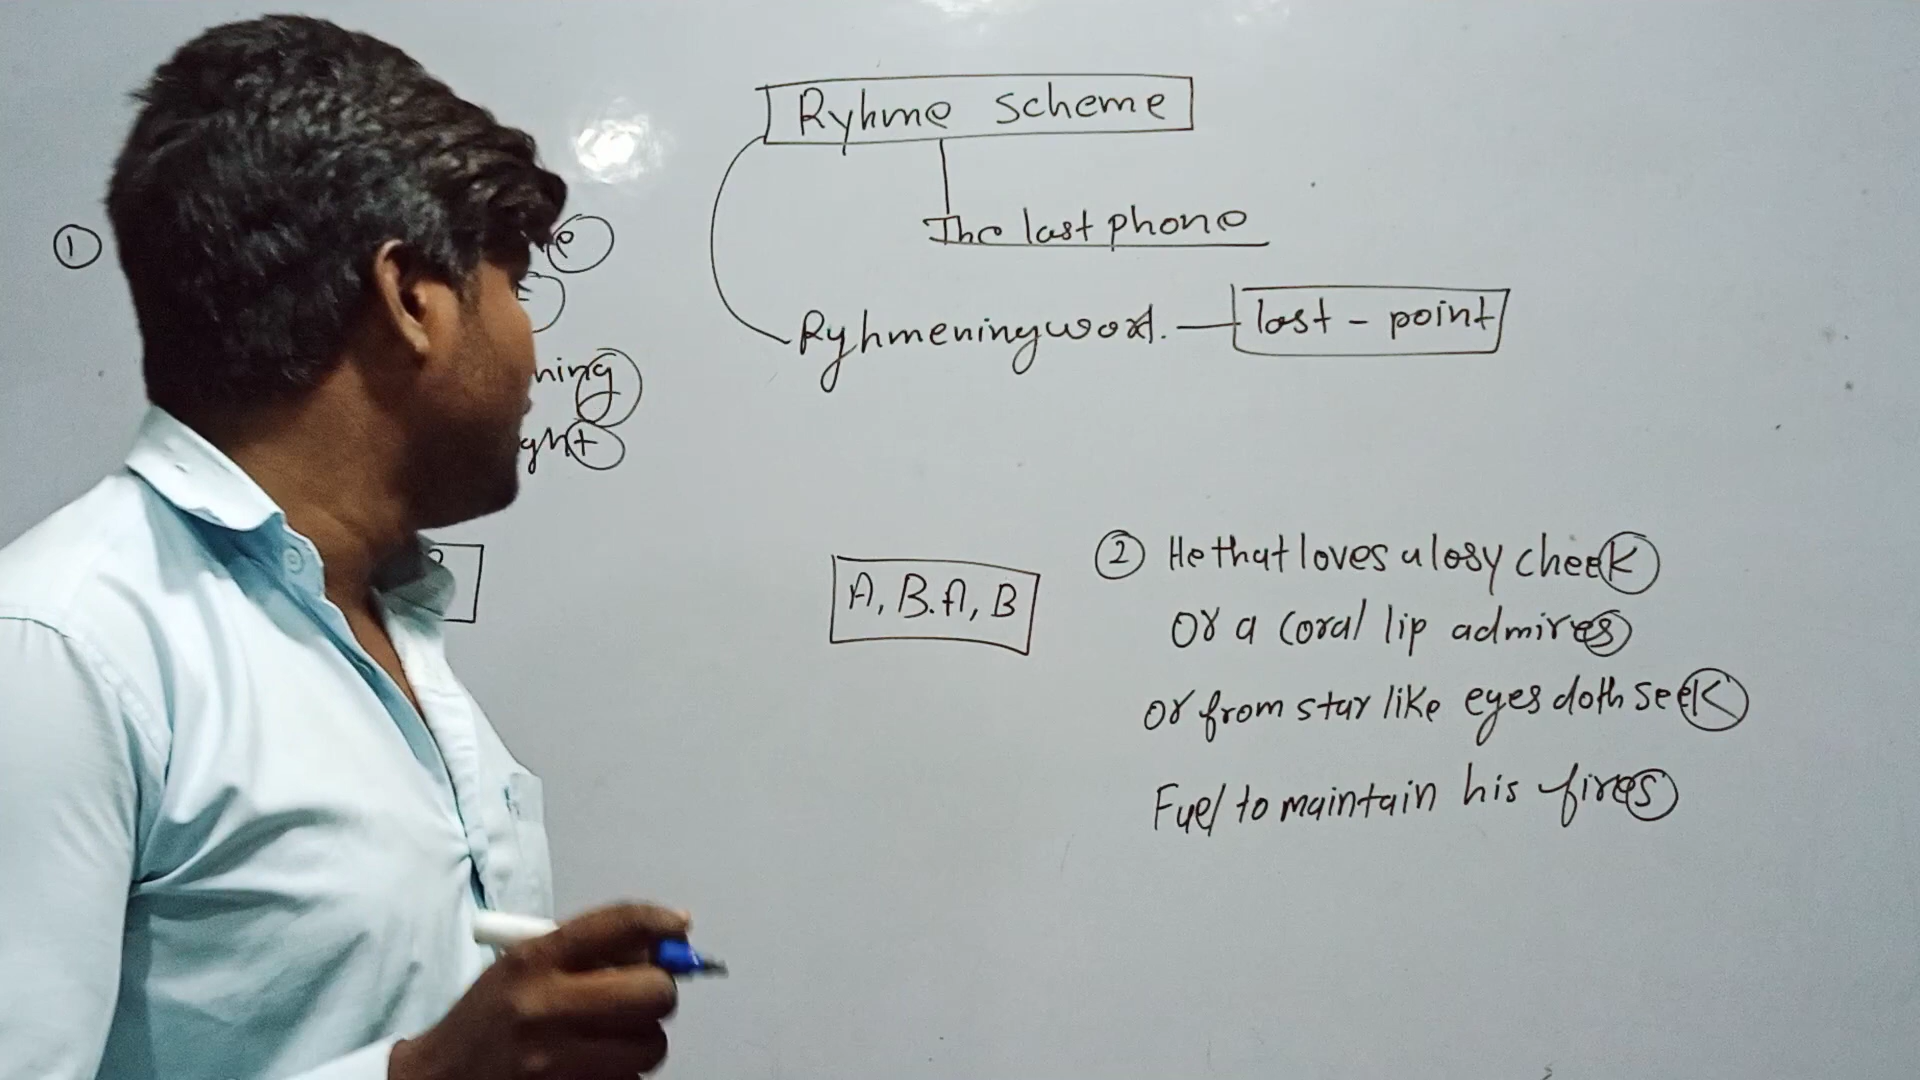 Ryhme scheme
The last phone
Ryhmeningword. last - point
①
ning
ght
A, B. A, B
② He that loves a losy cheek
or a coral lip admires
or from star like eyes doth seek
Fuel to maintain his fires